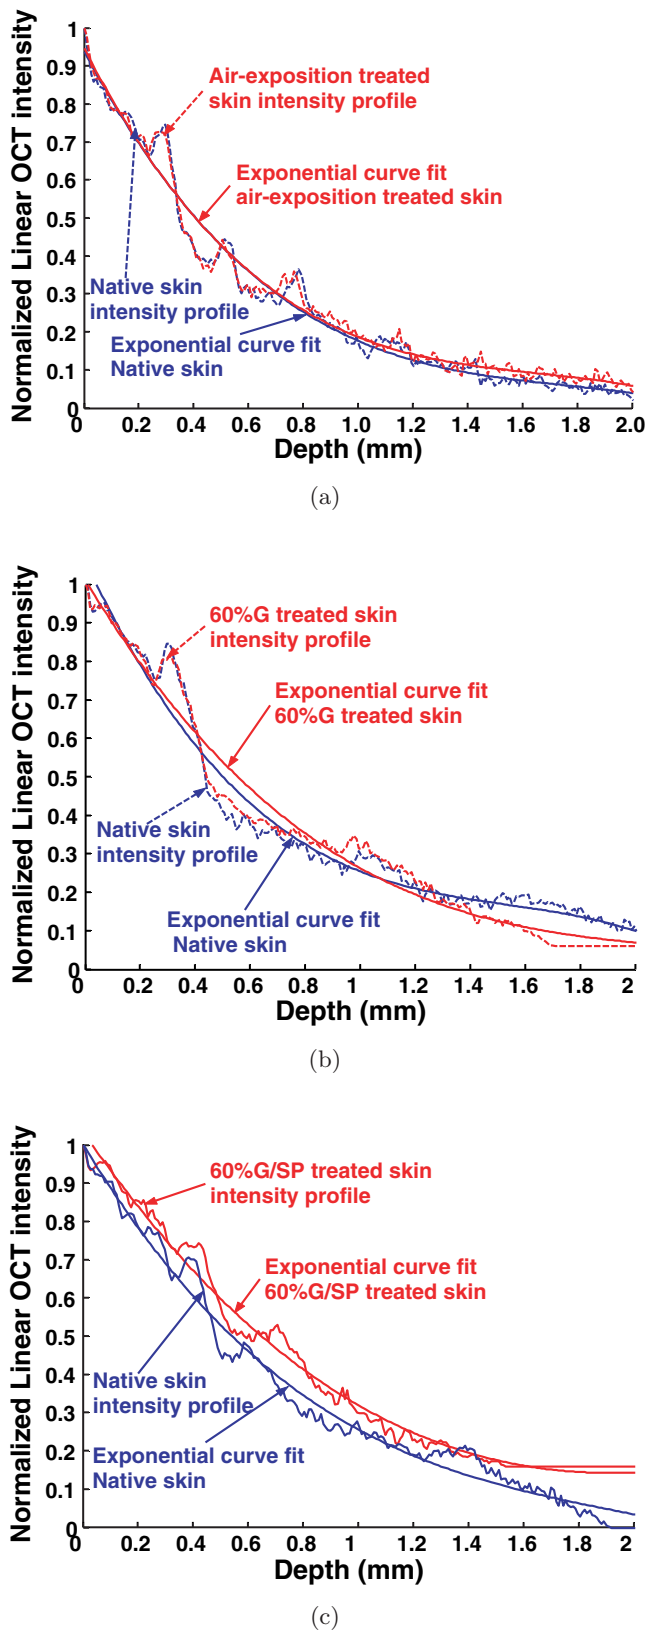 Normalized Linear OCT intensity
1
0.9
0.8
0.7
0.6
0.5
0.4
0.3
0.2
0.1
0
Air-exposition treated
skin intensity profile
Exponential curve fit
air-exposition treated skin
Native skin
intensity profile
Exponential curve fit
Native skin
0 0.2 0.4 0.6 0.8 1.0 1.2 1.4 1.6 1.8 2.0
Depth (mm)
(a)
Normalized Linear OCT intensity
1
0.9
0.8
0.7
0.6
0.5
0.4
0.3
0.2
0.1
0
60%G treated skin
intensity profile
Exponential curve fit
60%G treated skin
Native skin
intensity profile
Exponential curve fit
Native skin
0 0.2 0.4 0.6 0.8 1.0 1.2 1.4 1.6 1.8 2
Depth (mm)
(b)
Normalized Linear OCT intensity
1
0.9
0.8
0.7
0.6
0.5
0.4
0.3
0.2
0.1
0
60%G/SP treated skin
intensity profile
Exponential curve fit
60%G/SP treated skin
Native skin
intensity profile
Exponential curve fit
Native skin
0 0.2 0.4 0.6 0.8 1 1.2 1.4 1.6 1.8 2
Depth (mm)
(c)